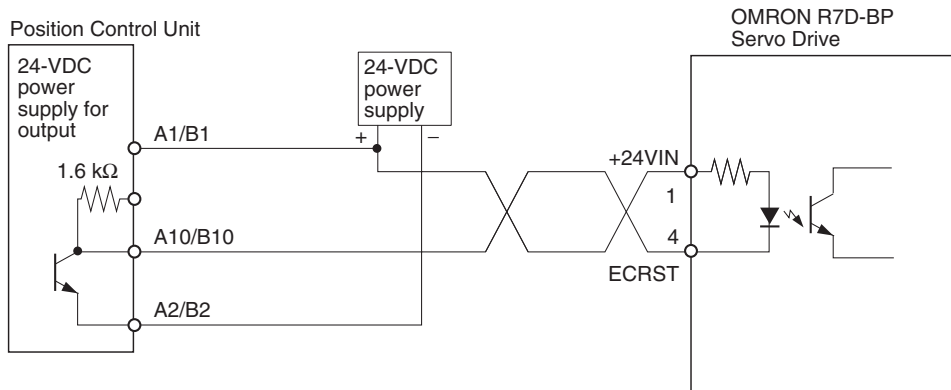 Position Control Unit
OMRON R7D-BP
Servo Drive
24-VDC
power
supply for
output
24-VDC
power
supply
+
−
A1/B1
+24VIN
1.6 kΩ
1
A10/B10
4
ECRST
A2/B2